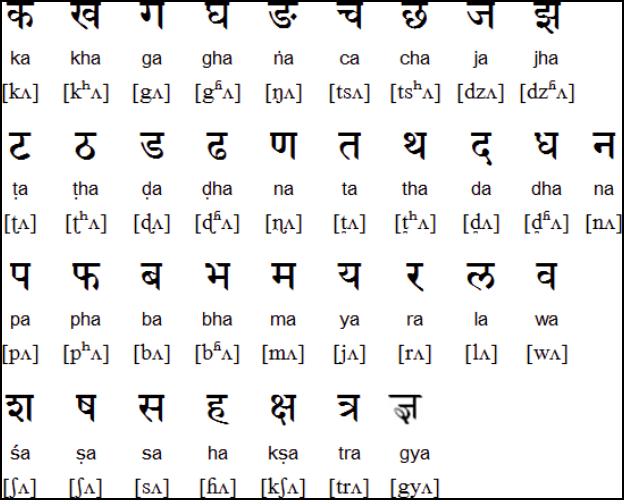 क ख ग घ ङ च छ ज झ
ka kha ga gha ṅa ca cha ja jha
[kʌ] [kʰʌ] [gʌ] [gʱʌ] [ŋʌ] [tsʌ] [tsʰʌ] [dzʌ] [dzʱʌ]
ट ठ ड ढ ण त थ द ध न
ṭa ṭha ḍa ḍha na ta tha da dha na
[ʈʌ] [ʈʰʌ] [ɖʌ] [ɖʱʌ] [ɳʌ] [t̪ʌ] [t̪ʰʌ] [d̪ʌ] [d̪ʱʌ] [nʌ]
प फ ब भ म य र ल व
pa pha ba bha ma ya ra la wa
[pʌ] [pʰʌ] [bʌ] [bʱʌ] [mʌ] [jʌ] [rʌ] [lʌ] [wʌ]
श ष स ह क्ष त्र ज्ञ
śa ṣa sa ha kṣa tra gya
[ʃʌ] [ʃʌ] [sʌ] [ɦʌ] [kʃʌ] [trʌ] [gyʌ]